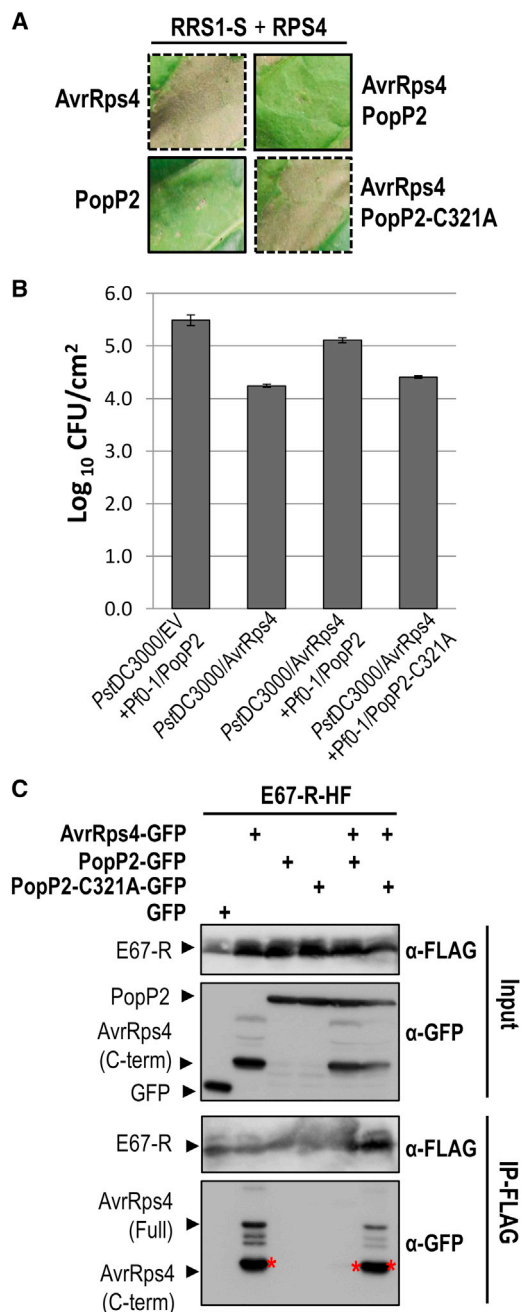 A
RRS1-S + RPS4
AvrRps4
AvrRps4
PopP2
PopP2
AvrRps4
PopP2-C321A
B
6.0
5.0
4.0
3.0
2.0
1.0
0.0
Log 10 CFU/cm2
PstDC3000/EV
+Pf0-1/PopP2
PstDC3000/AvrRps4
PstDC3000/AvrRps4
+Pf0-1/PopP2
PstDC3000/AvrRps4
+Pf0-1/PopP2-C321A
C
E67-R-HF
AvrRps4-GFP + + +
PopP2-GFP + +
PopP2-C321A-GFP + +
GFP +
E67-R
α-FLAG
PopP2
AvrRps4
(C-term)
GFP
α-GFP
Input
E67-R
α-FLAG
AvrRps4
(Full)
AvrRps4
(C-term)
α-GFP
* * *
IP-FLAG